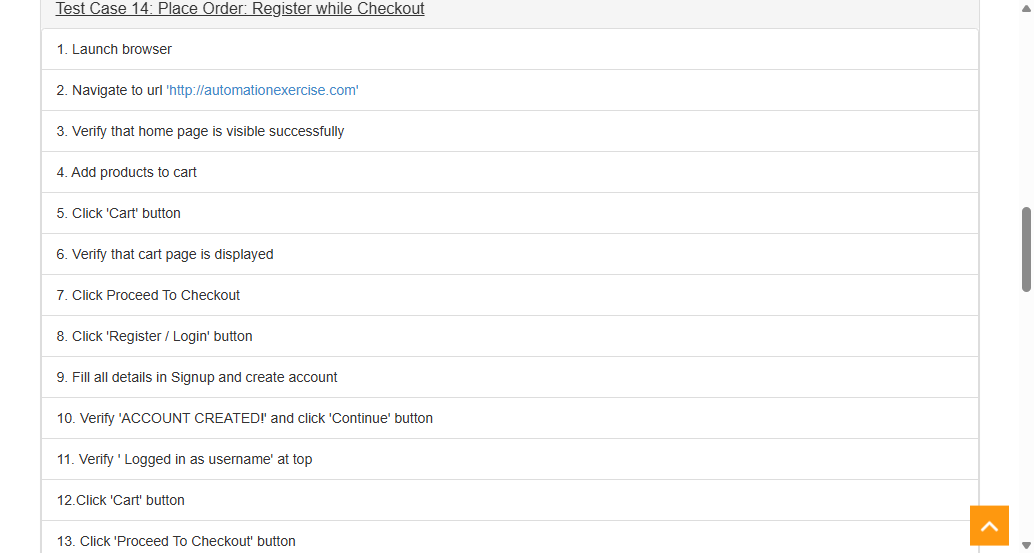 Test Case 14: Place Order: Register while Checkout
1. Launch browser
2. Navigate to url 'http://automationexercise.com'
3. Verify that home page is visible successfully
4. Add products to cart
5. Click 'Cart' button
6. Verify that cart page is displayed
7. Click Proceed To Checkout
8. Click 'Register / Login' button
9. Fill all details in Signup and create account
10. Verify 'ACCOUNT CREATED!' and click 'Continue' button
11. Verify ' Logged in as username' at top
12.Click 'Cart' button
13. Click 'Proceed To Checkout' button